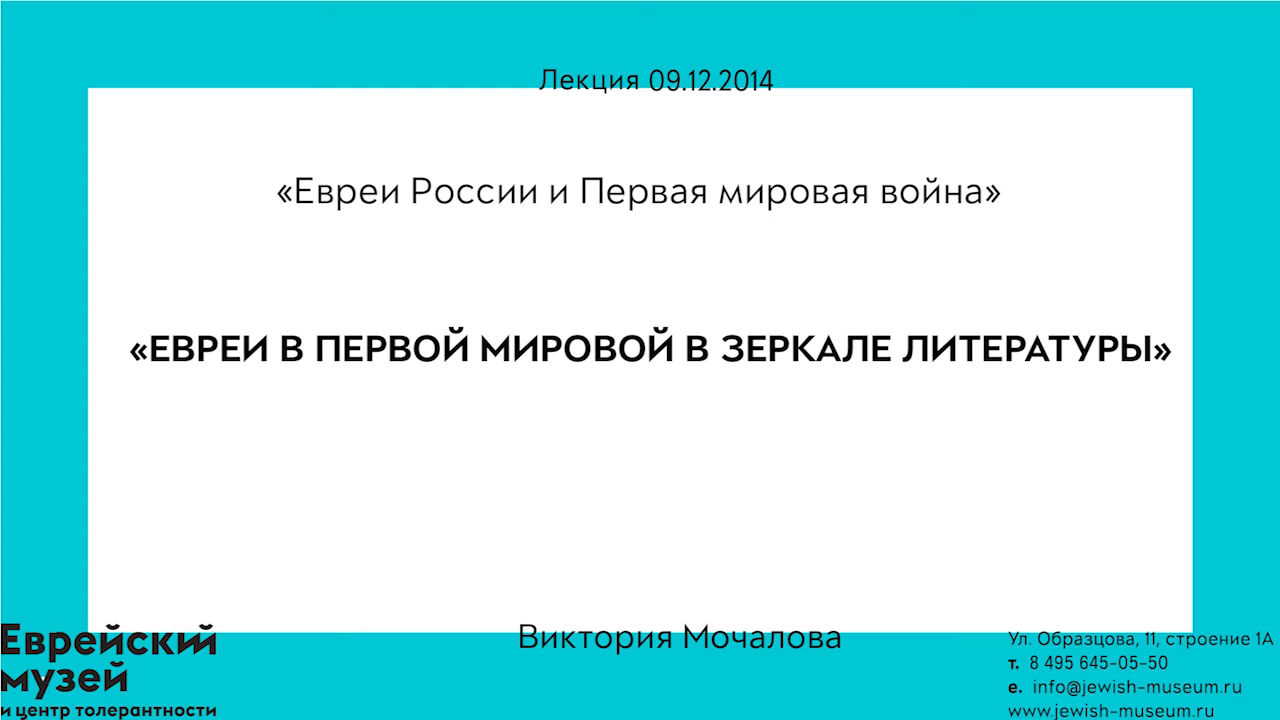 Лекция 09.12.2014
«Евреи России и Первая мировая война»
«ЕВРЕИ В ПЕРВОЙ МИРОВОЙ В ЗЕРКАЛЕ ЛИТЕРАТУРЫ»
Виктория Мочалова
Еврейский
музей
и центр толерантности
Ул. Образцова, 11, строение 1А
т. 8 495 645-05-50
e. info@jewish-museum.ru
www.jewish-museum.ru